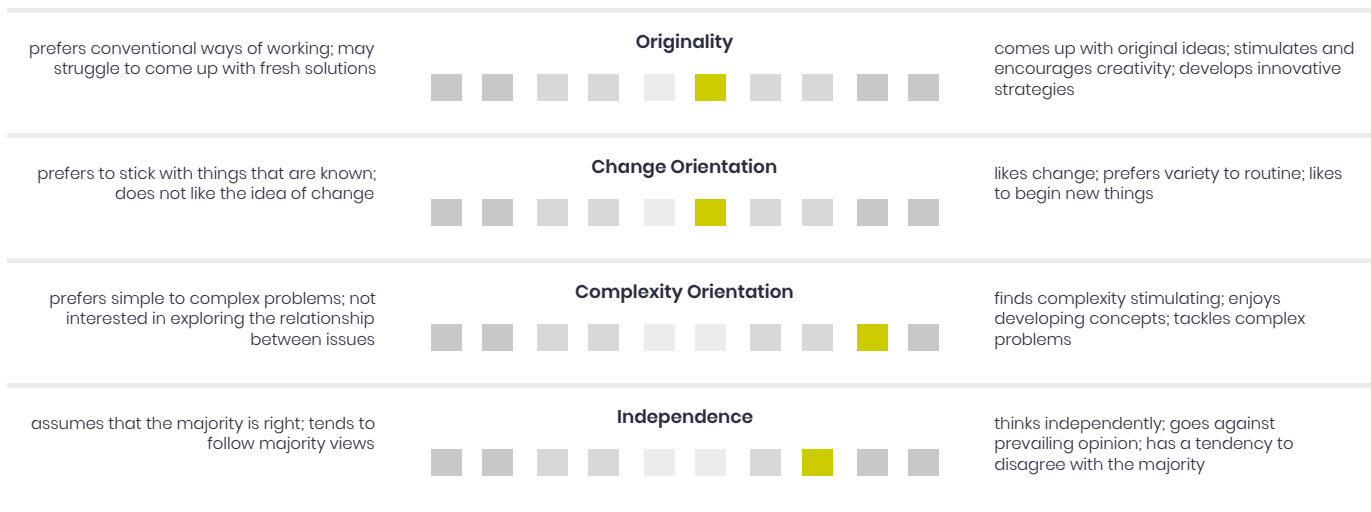 Originality
prefers conventional ways of working; may
struggle to come up with fresh solutions
comes up with original ideas; stimulates and
encourages creativity; develops innovative
strategies
Change Orientation
prefers to stick with things that are known;
does not like the idea of change
likes change; prefers variety to routine; likes
to begin new things
Complexity Orientation
prefers simple to complex problems; not
interested in exploring the relationship
between issues
finds complexity stimulating; enjoys
developing concepts; tackles complex
problems
Independence
assumes that the majority is right; tends to
follow majority views
thinks independently; goes against
prevailing opinion; has a tendency to
disagree with the majority